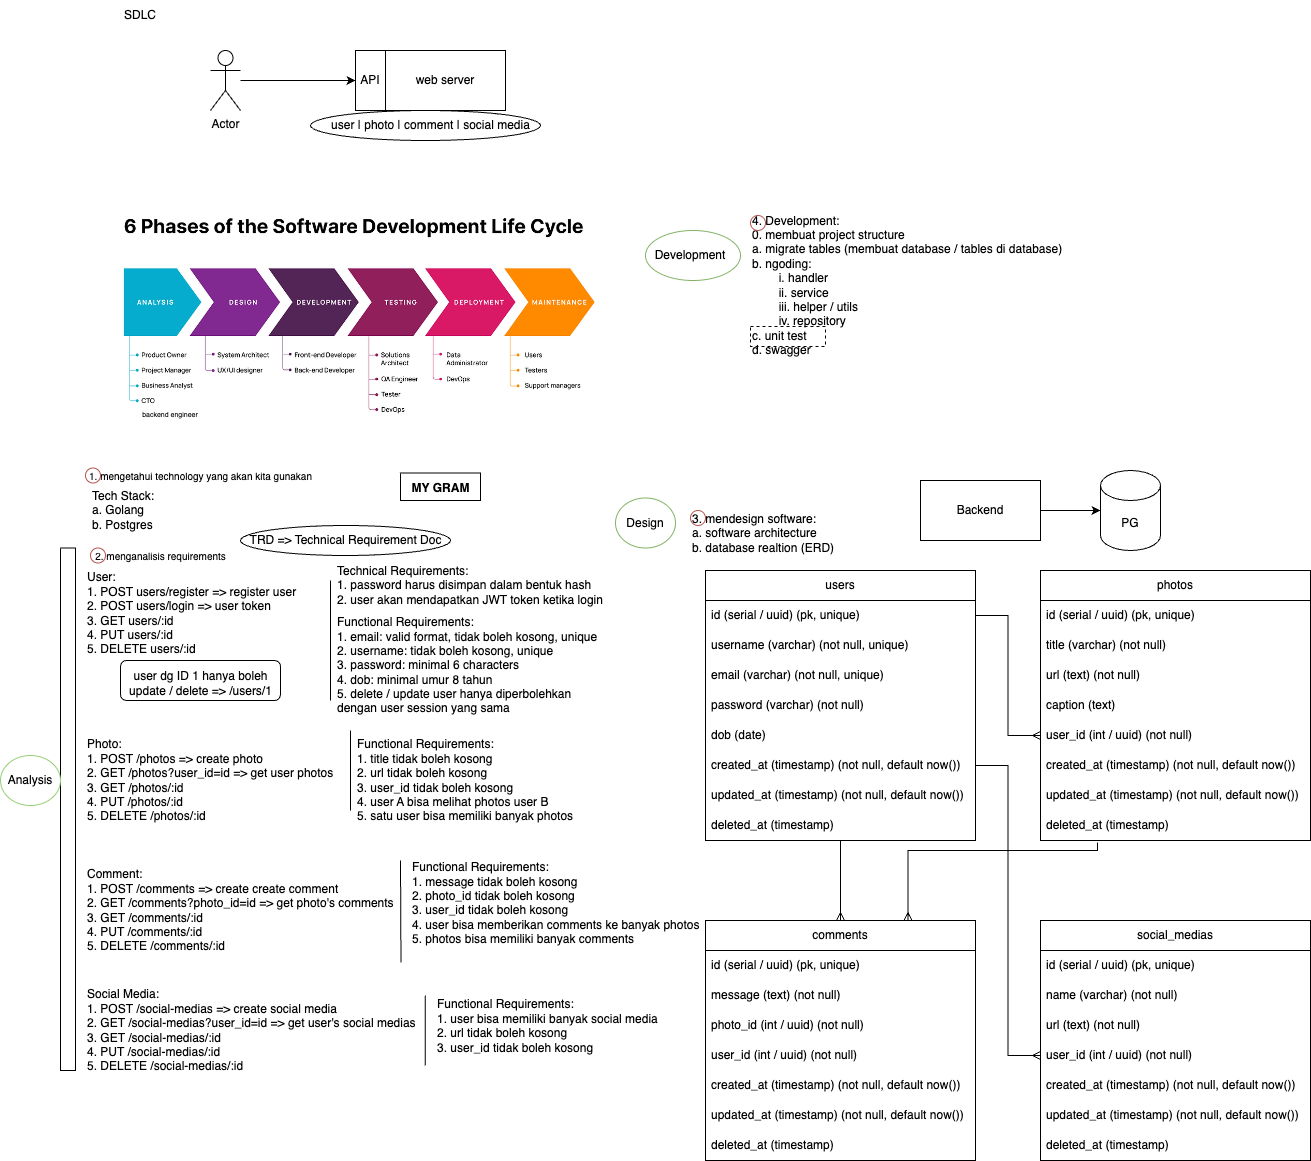 SDLC
Actor
API
web server
user | photo | comment | social media
6 Phases of the Software Development Life Cycle
ANALYSIS
DESIGN
DEVELOPMENT
TESTING
DEPLOYMENT
MAINTENANCE
Product Owner
Project Manager
Business Analyst
CTO
backend engineer
System Architect
UX/UI designer
Front-end Developer
Back-end Developer
Solutions
Architect
QA Engineer
Tester
DevOps
Data
Administrator
DevOps
Users
Testers
Support managers
Development
4. Development:
0. membuat project structure
a. migrate tables (membuat database / tables di database)
b. ngoding:
i. handler
ii. service
iii. helper / utils
iv. repository
c. unit test
d. swagger
1. mengetahui technology yang akan kita gunakan
Tech Stack:
a. Golang
b. Postgres
MY GRAM
TRD => Technical Requirement Doc
Analysis
2. menganalisis requirements
User:
1. POST users/register => register user
2. POST users/login => user token
3. GET users/:id
4. PUT users/:id
5. DELETE users/:id
user dg ID 1 hanya boleh
update / delete => /users/1
Technical Requirements:
1. password harus disimpan dalam bentuk hash
2. user akan mendapatkan JWT token ketika login
Functional Requirements:
1. email: valid format, tidak boleh kosong, unique
2. username: tidak boleh kosong, unique
3. password: minimal 6 characters
4. dob: minimal umur 8 tahun
5. delete / update user hanya diperbolehkan
dengan user session yang sama
Photo:
1. POST /photos => create photo
2. GET /photos?user_id=id => get user photos
3. GET /photos/:id
4. PUT /photos/:id
5. DELETE /photos/:id
Functional Requirements:
1. title tidak boleh kosong
2. url tidak boleh kosong
3. user_id tidak boleh kosong
4. user A bisa melihat photos user B
5. satu user bisa memiliki banyak photos
Comment:
1. POST /comments => create create comment
2. GET /comments?photo_id=id => get photo's comments
3. GET /comments/:id
4. PUT /comments/:id
5. DELETE /comments/:id
Functional Requirements:
1. message tidak boleh kosong
2. photo_id tidak boleh kosong
3. user_id tidak boleh kosong
4. user bisa memberikan comments ke banyak photos
5. photos bisa memiliki banyak comments
Social Media:
1. POST /social-medias => create social media
2. GET /social-medias?user_id=id => get user's social medias
3. GET /social-medias/:id
4. PUT /social-medias/:id
5. DELETE /social-medias/:id
Functional Requirements:
1. user bisa memiliki banyak social media
2. url tidak boleh kosong
3. user_id tidak boleh kosong
Design
3. mendesign software:
a. software architecture
b. database realtion (ERD)
Backend
PG
users
id (serial / uuid) (pk, unique)
username (varchar) (not null, unique)
email (varchar) (not null, unique)
password (varchar) (not null)
dob (date)
created_at (timestamp) (not null, default now())
updated_at (timestamp) (not null, default now())
deleted_at (timestamp)
photos
id (serial / uuid) (pk, unique)
title (varchar) (not null)
url (text) (not null)
caption (text)
user_id (int / uuid) (not null)
created_at (timestamp) (not null, default now())
updated_at (timestamp) (not null, default now())
deleted_at (timestamp)
comments
id (serial / uuid) (pk, unique)
message (text) (not null)
photo_id (int / uuid) (not null)
user_id (int / uuid) (not null)
created_at (timestamp) (not null, default now())
updated_at (timestamp) (not null, default now())
deleted_at (timestamp)
social_medias
id (serial / uuid) (pk, unique)
name (varchar) (not null)
url (text) (not null)
user_id (int / uuid) (not null)
created_at (timestamp) (not null, default now())
updated_at (timestamp) (not null, default now())
deleted_at (timestamp)